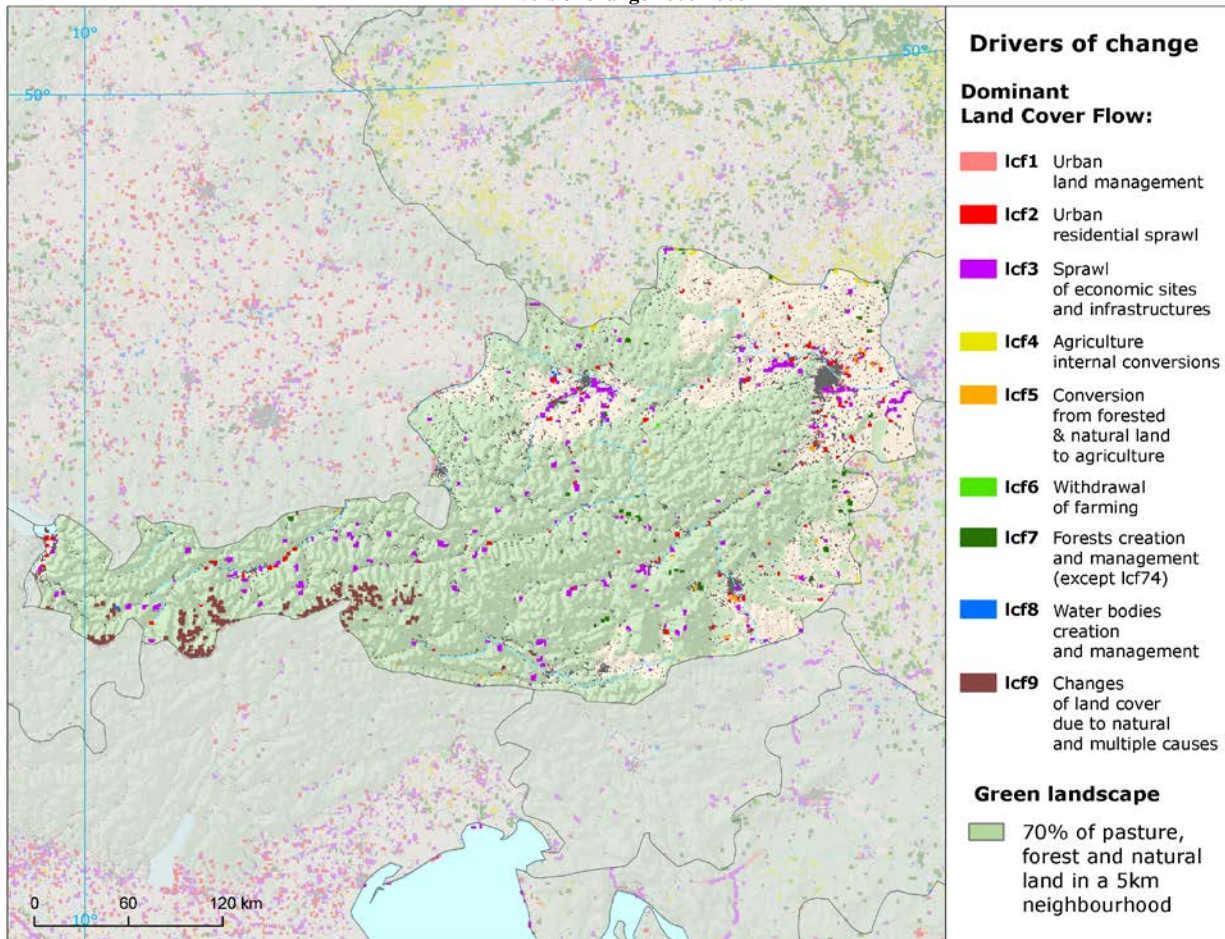 10°
50°
50°
10°
0 60 120 km
Drivers of change
Dominant
Land Cover Flow:
lcf1 Urban
land management
lcf2 Urban
residential sprawl
lcf3 Sprawl
of economic sites
and infrastructures
lcf4 Agriculture
internal conversions
lcf5 Conversion
from forested
& natural land
to agriculture
lcf6 Withdrawal
of farming
lcf7 Forests creation
and management
(except lcf74)
lcf8 Water bodies
creation
and management
lcf9 Changes
of land cover
due to natural
and multiple causes
Green landscape
70% of pasture,
forest and natural
land in a 5km
neighbourhood